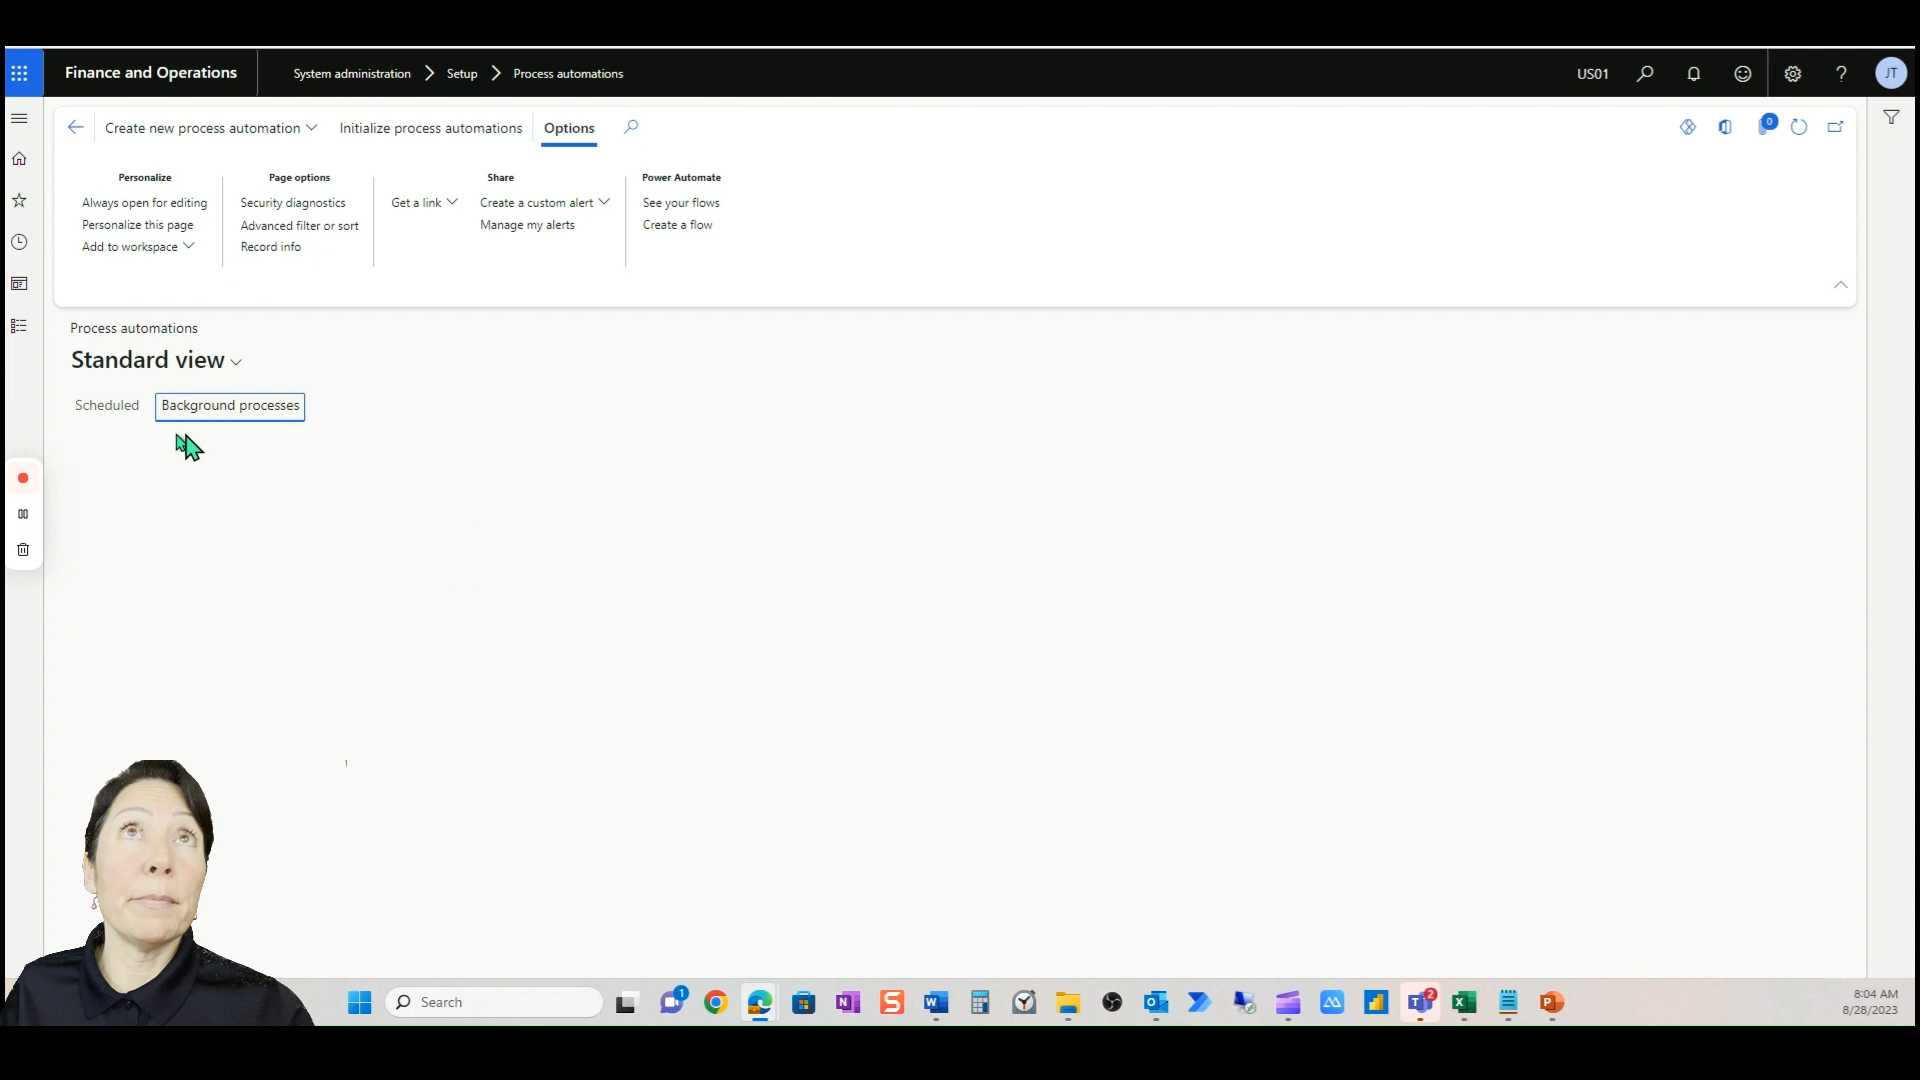 Finance and Operations
System administration > Setup > Process automations
US01
JT
Create new process automation
Initialize process automations
Options
0
Personalize
Always open for editing
Personalize this page
Add to workspace
Page options
Security diagnostics
Advanced filter or sort
Record info
Share
Get a link
Create a custom alert
Manage my alerts
Power Automate
See your flows
Create a flow
Process automations
Standard view
Scheduled
Background processes
Search
1
2
8:04 AM
8/28/2023